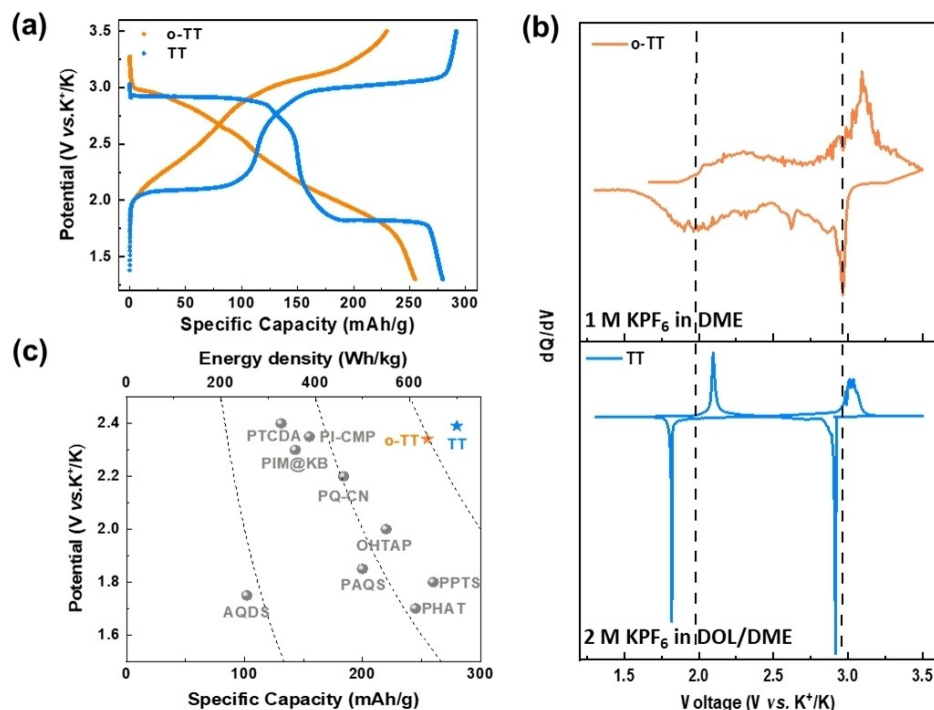 (a)
o-TT
TT
3.5
3.0
2.5
2.0
1.5
Potential (V vs.K⁺/K)
0 50 100 150 200 250 300
Specific Capacity (mAh/g)
(b)
o-TT
1 M KPF₆ in DME
dQ/dV
TT
2 M KPF₆ in DOL/DME
1.5 2.0 2.5 3.0 3.5
Voltage (V vs. K⁺/K)
(c)
Energy density (Wh/kg)
0 200 400 600
2.4
2.2
2.0
1.8
1.6
Potential (V vs.K⁺/K)
PTCDA
PI-CMP
o-TT
TT
PIM@KB
PQ-CN
OHTAP
PAQS
PPTS
AQDS
PHAT
0 100 200 300
Specific Capacity (mAh/g)